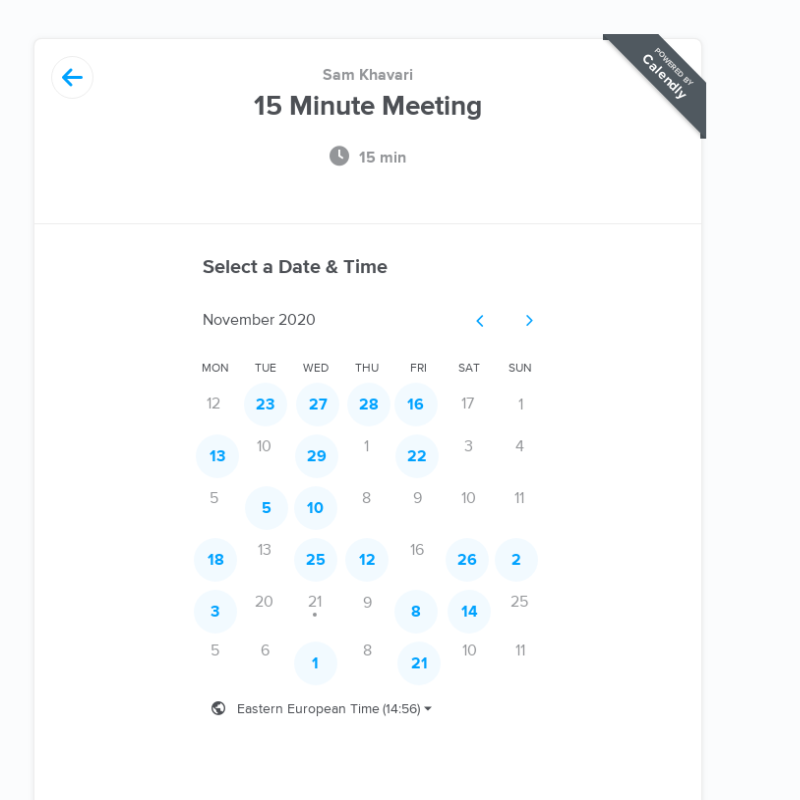 Sam Khavari
15 Minute Meeting
POWERED BY
Calendly
15 min
Select a Date & Time
November 2020
MON TUE WED THU FRI SAT SUN
12 23 27 28 16 17 1
13 10 29 1 22 3 4
5 5 10 8 9 10 11
18 13 25 12 16 26 2
3 20 21 9 8 14 25
5 6 1 8 21 10 11
Eastern European Time (14:56)